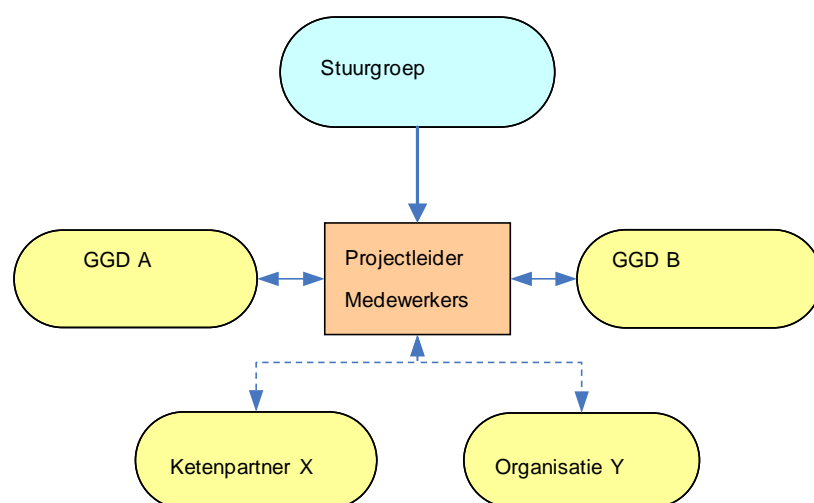 Stuurgroep
GGD A
Projectleider
Medewerkers
GGD B
Ketenpartner X
Organisatie Y